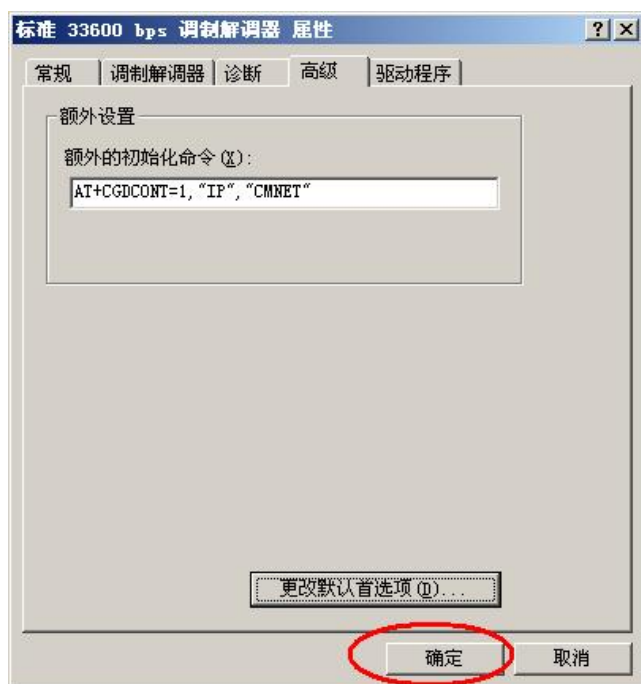 标准 33600 bps 调制解调器 属性
常规 调制解调器 诊断 高级 驱动程序
额外设置
额外的初始化命令(X):
AT+CGDCONT=1,“IP”,“CMNET”
更改默认首选项(D)...
确定 取消